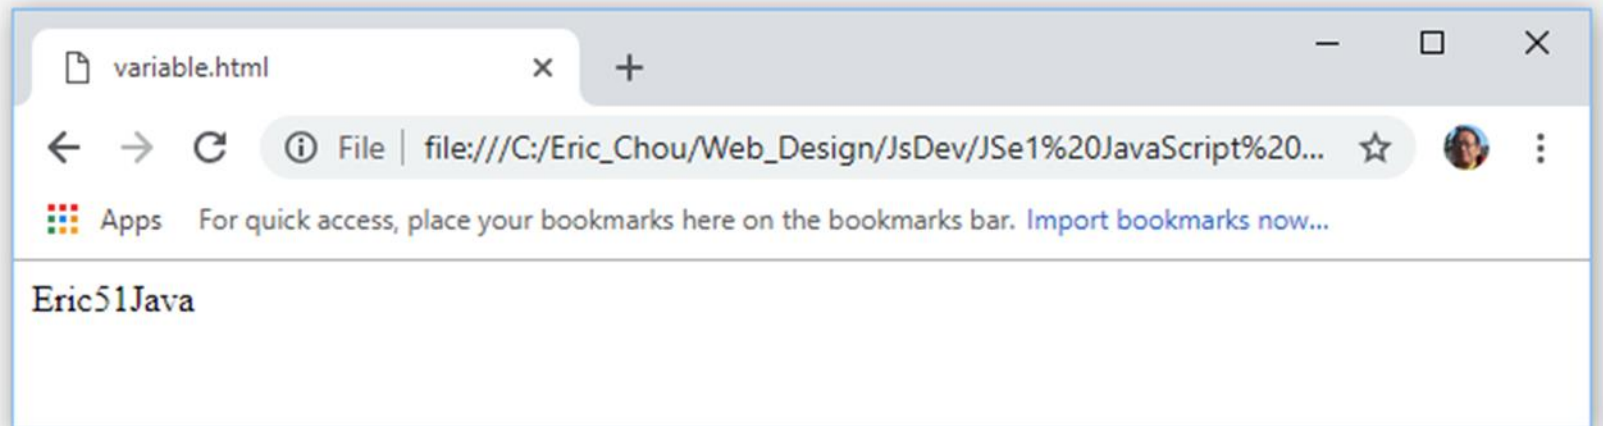 variable.html
File file:///C:/Eric_Chou/Web_Design/JsDev/JSe1%20JavaScript%20...
Apps For quick access, place your bookmarks here on the bookmarks bar. Import bookmarks now...
Eric51Java